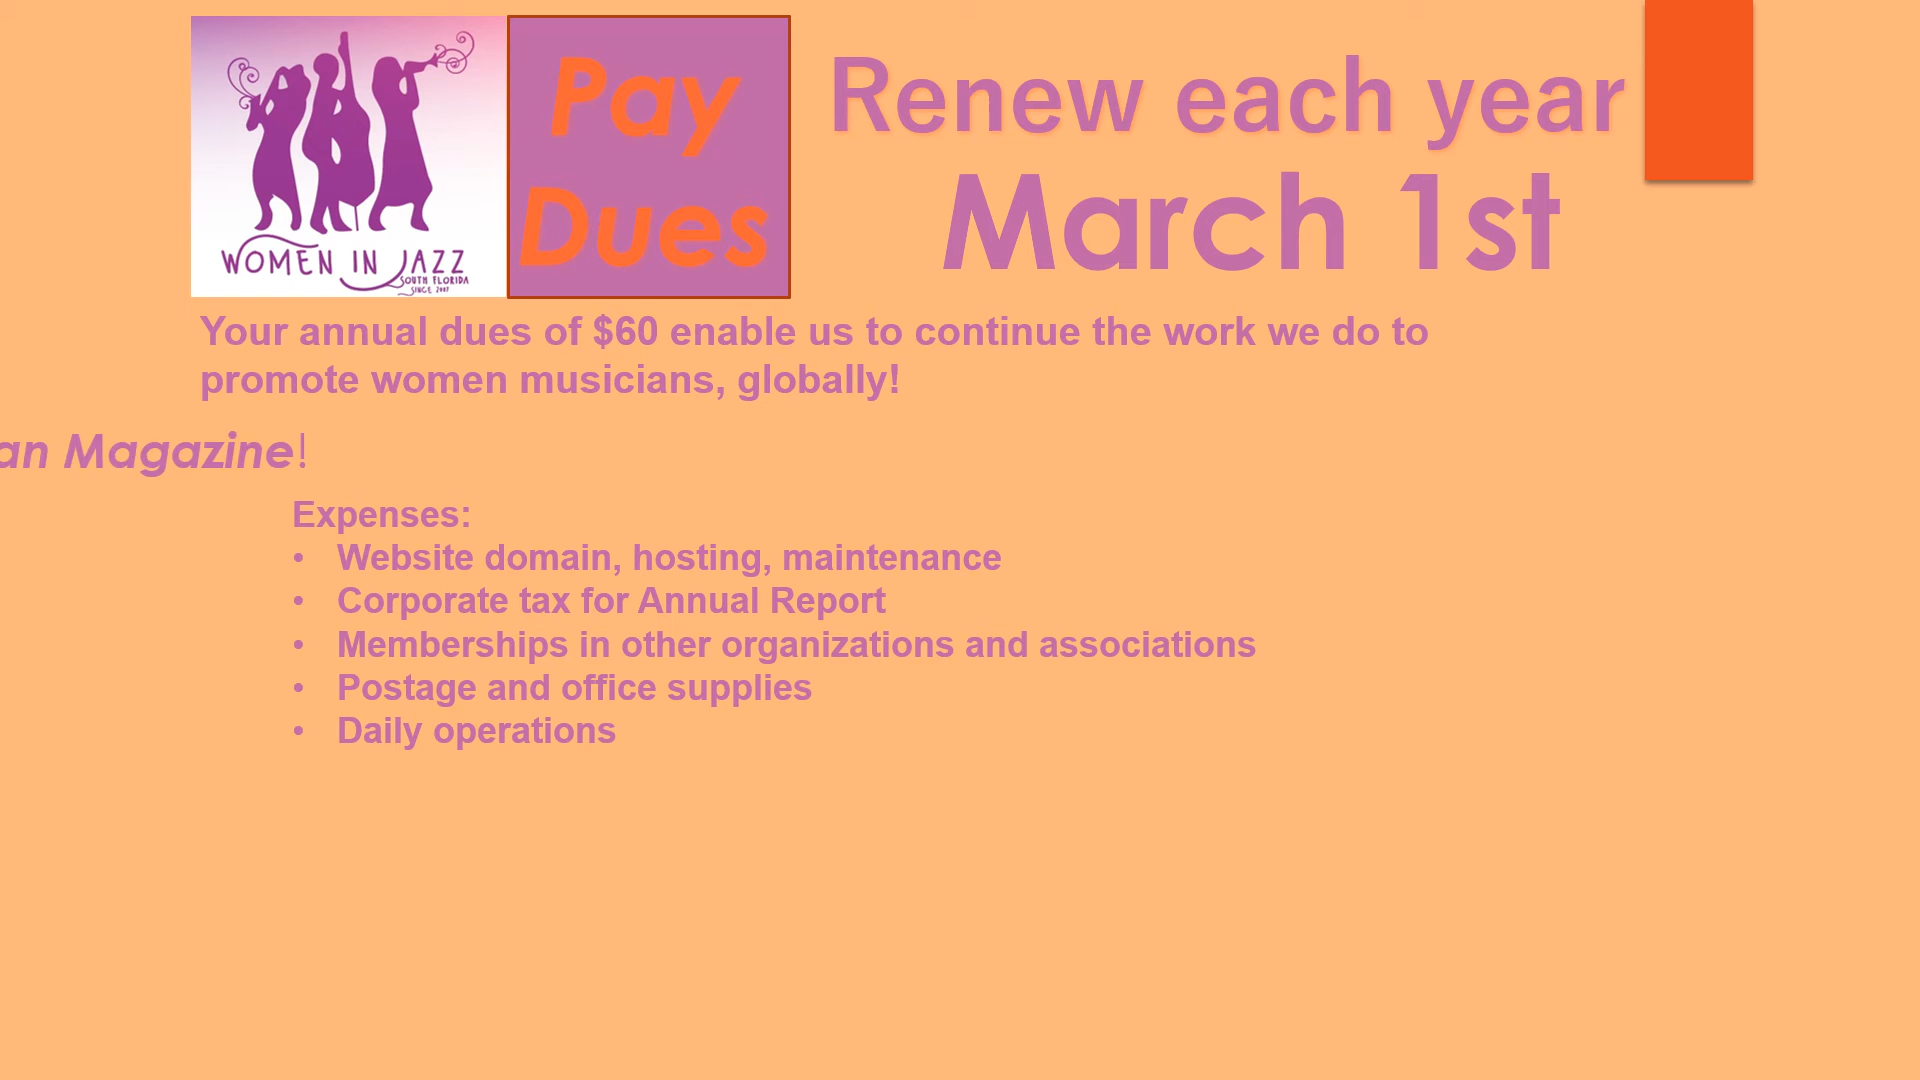 WOMEN IN JAZZ
SOUTH FLORIDA
SINCE 2007
Pay
Dues
Renew each year
March 1st
Your annual dues of $60 enable us to continue the work we do to
promote women musicians, globally!
an Magazine!
Expenses:
• Website domain, hosting, maintenance
• Corporate tax for Annual Report
• Memberships in other organizations and associations
• Postage and office supplies
• Daily operations